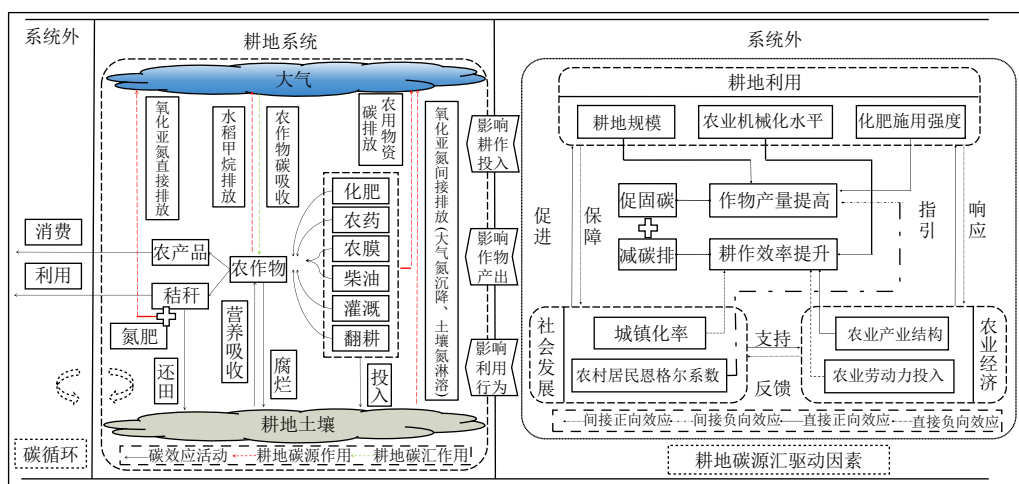 系统外
耕地系统
系统外
大气
氧化亚氮直接排放
水稻甲烷排放
农作物碳吸收
农用物资碳排放
氧化亚氮间接排放(大气氮沉降、土壤氮淋溶)
化肥
农药
农膜
柴油
灌溉
翻耕
消费
利用
农产品
秸秆
氮肥
农作物
还田
营养吸收
腐烂
投入
耕地土壤
碳循环
碳效应活动
耕地碳源作用
耕地碳汇作用
影响耕作投入
影响作物产出
影响利用行为
耕地利用
耕地规模
农业机械化水平
化肥施用强度
促固碳
作物产量提高
减碳排
耕作效率提升
促进
保障
指引
响应
社会发展
城镇化率
农村居民恩格尔系数
支持
反馈
农业产业结构
农业劳动力投入
农业经济
间接正向效应
间接负向效应
直接正向效应
直接负向效应
耕地碳源汇驱动因素